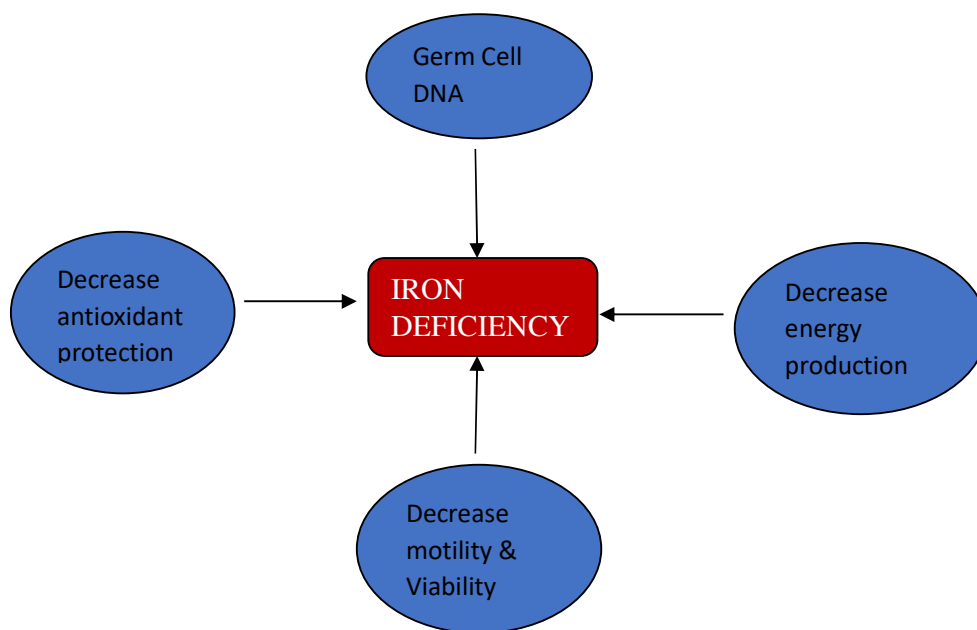 Germ Cell
DNA
Decrease
antioxidant
protection
IRON
DEFICIENCY
Decrease
energy
production
Decrease
motility &
Viability